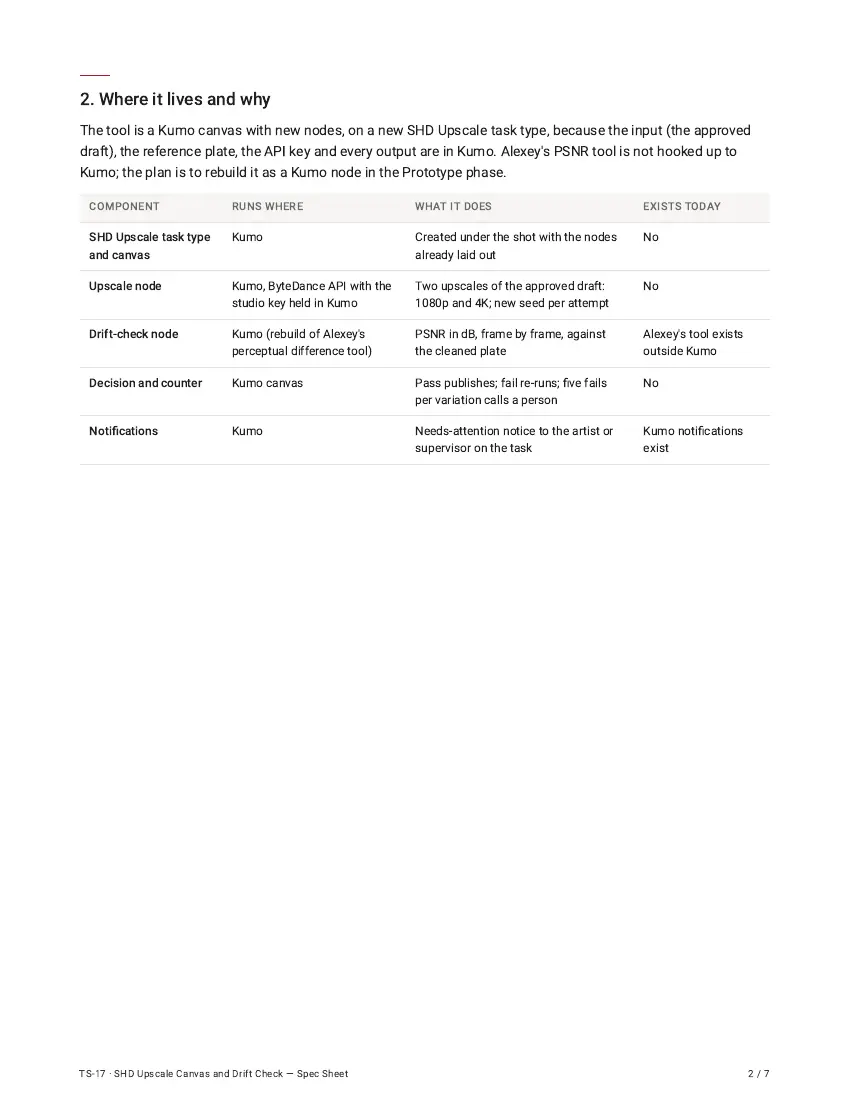 2. Where it lives and why
The tool is a Kumo canvas with new nodes, on a new SHD Upscale task type, because the input (the approved
draft), the reference plate, the API key and every output are in Kumo. Alexey's PSNR tool is not hooked up to
Kumo; the plan is to rebuild it as a Kumo node in the Prototype phase.
COMPONENT RUNS WHERE WHAT IT DOES EXISTS TODAY
SHD Upscale task type Kumo Created under the shot with the nodes No
and canvas already laid out
Upscale node Kumo, ByteDance API with the Two upscales of the approved draft: No
studio key held in Kumo 1080p and 4K; new seed per attempt
Drift-check node Kumo (rebuild of Alexey's PSNR in dB, frame by frame, against Alexey's tool exists
perceptual difference tool) the cleaned plate outside Kumo
Decision and counter Kumo canvas Pass publishes; fail re-runs; five fails No
per variation calls a person
Notifications Kumo Needs-attention notice to the artist or Kumo notifications
supervisor on the task exist
TS-17 · SHD Upscale Canvas and Drift Check — Spec Sheet 2 / 7